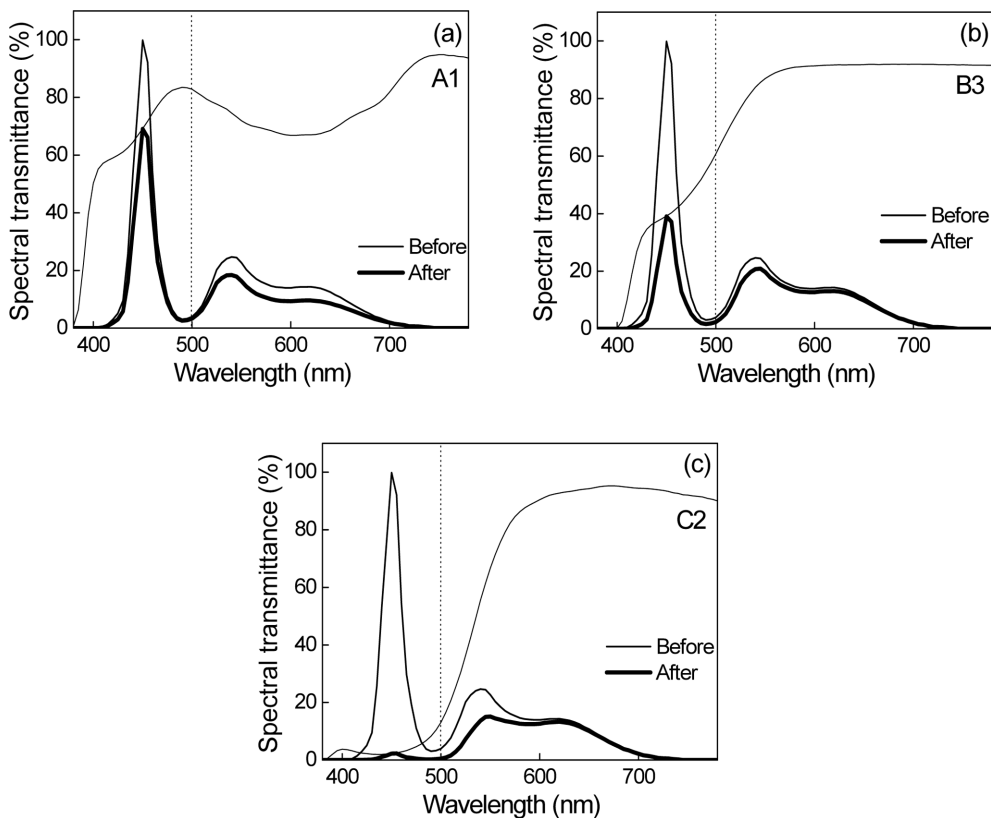 (a)
A1
Spectral transmittance (%)
100
80
60
40
20
0
Before
After
400
500
600
700
Wavelength (nm)
(b)
B3
Spectral transmittance (%)
100
80
60
40
20
0
Before
After
400
500
600
700
Wavelength (nm)
(c)
C2
Spectral transmittance (%)
100
80
60
40
20
0
Before
After
400
500
600
700
Wavelength (nm)